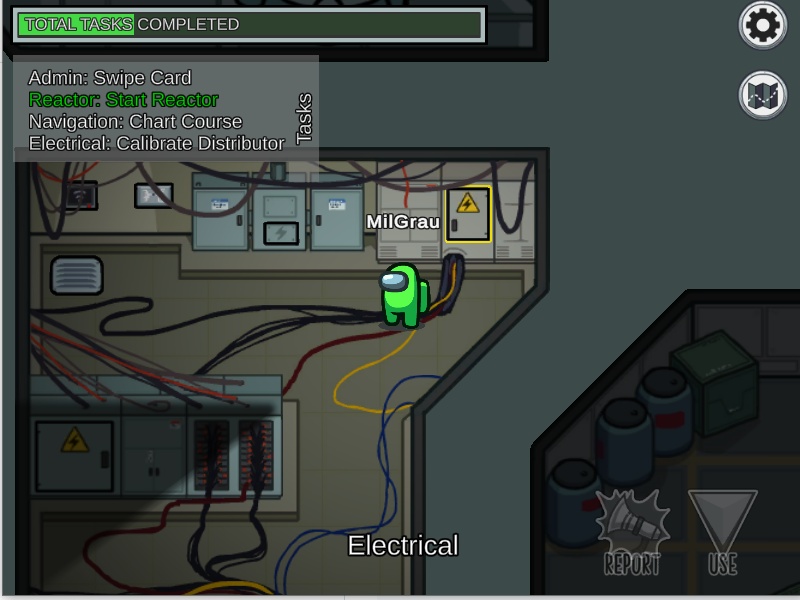 TOTAL TASKS COMPLETED
Admin: Swipe Card
Reactor: Start Reactor
Navigation: Chart Course
Electrical: Calibrate Distributor
Tasks
MilGrau
Electrical
REPORT
USE